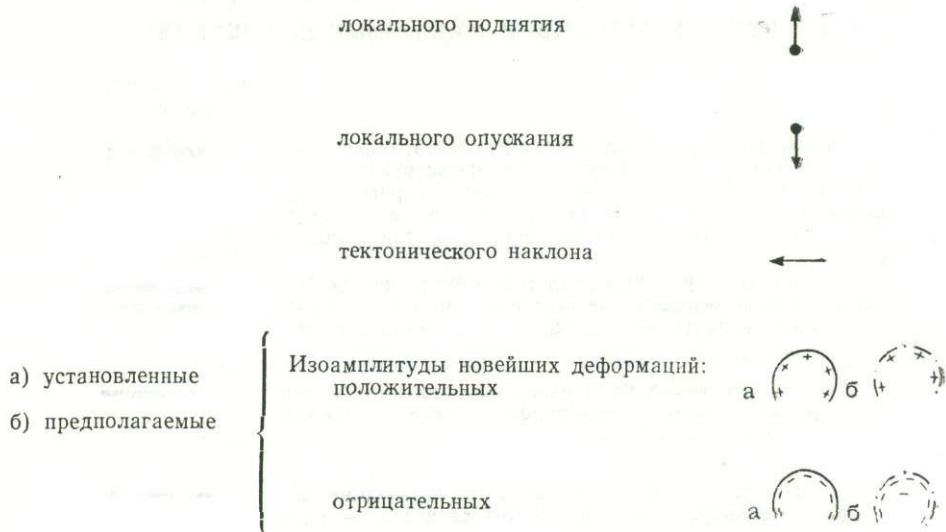 локального поднятия
локального опускания
тектонического наклона
а) установленные
б) предполагаемые
Изоамплитуды новейших деформаций:
положительных
а б
отрицательных
а б